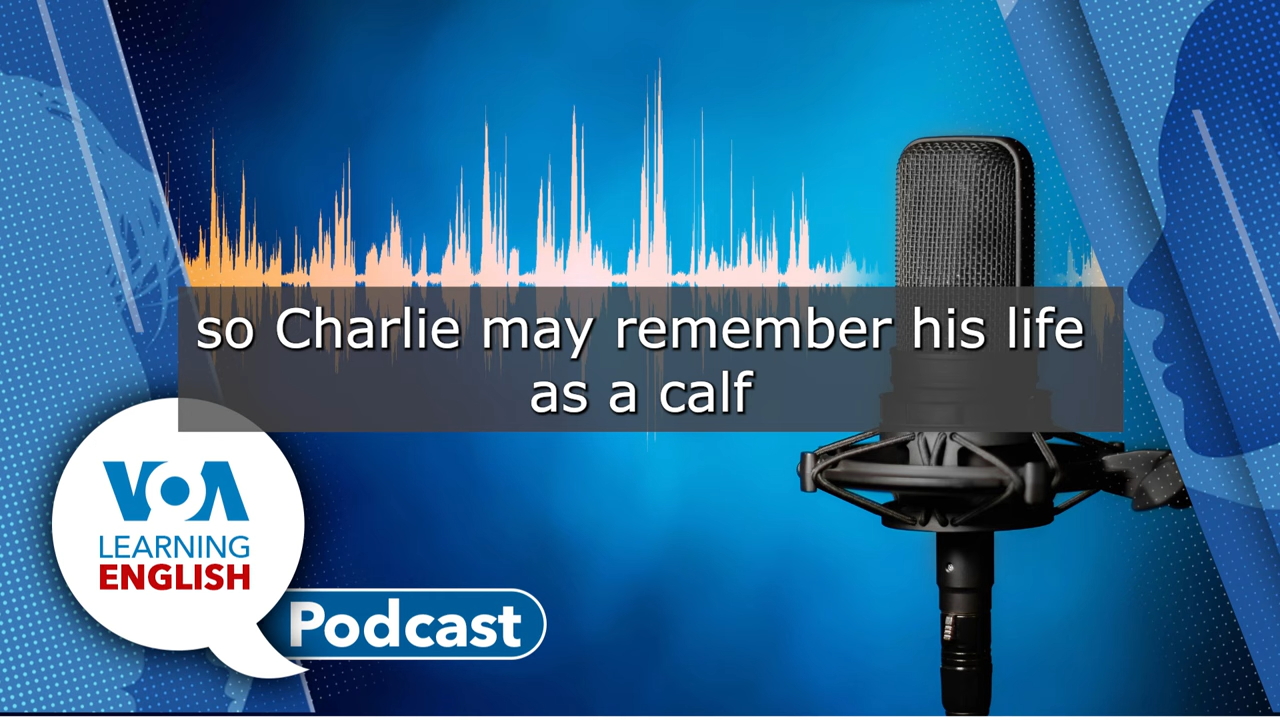 so Charlie may remember his life
as a calf
VOA
LEARNING
ENGLISH
Podcast